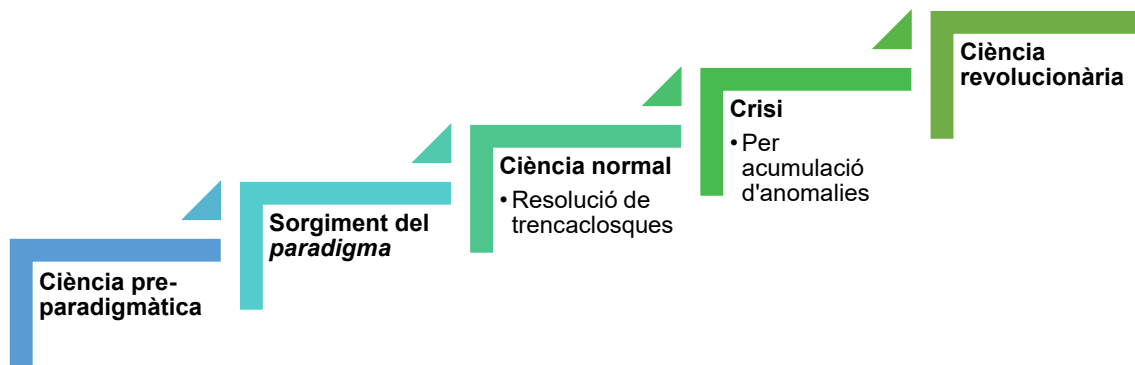 Ciència pre-
paradigmàtica
Sorgiment del
paradigma
Ciència normal
• Resolució de
trencaclosques
Crisi
• Per
acumulació
d'anomalies
Ciència
revolucionària